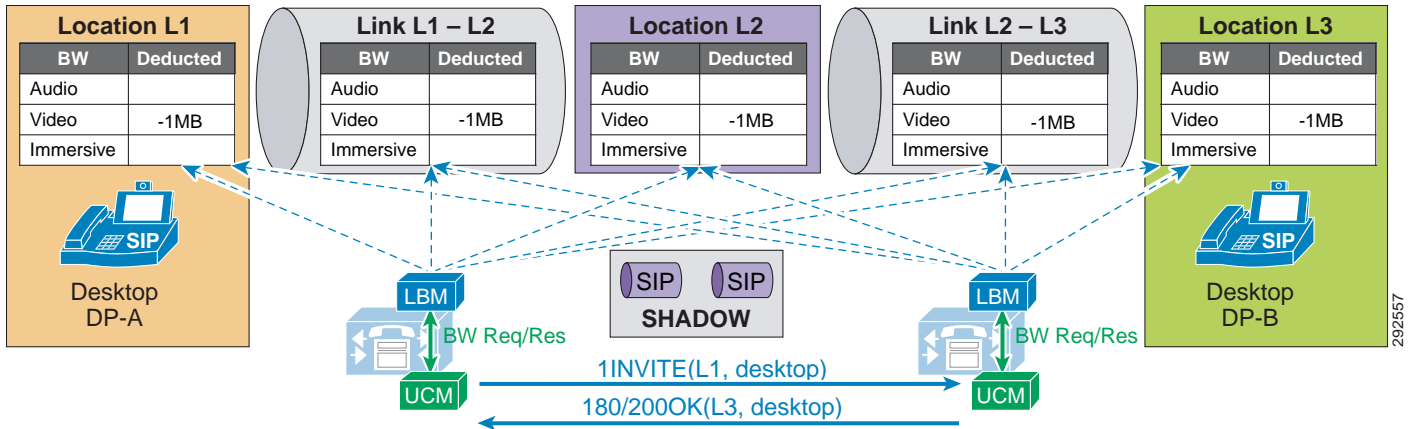 Location L1
BW Deducted
Audio
Video -1MB
Immersive
SIP
Desktop
DP-A
Link L1 – L2
BW Deducted
Audio
Video -1MB
Immersive
Location L2
BW Deducted
Audio
Video -1MB
Immersive
Link L2 – L3
BW Deducted
Audio
Video -1MB
Immersive
Location L3
BW Deducted
Audio
Video -1MB
Immersive
SIP
Desktop
DP-B
LBM
BW Req/Res
UCM
SIP SIP
SHADOW
LBM
BW Req/Res
UCM
1INVITE(L1, desktop)
180/200OK(L3, desktop)
292557